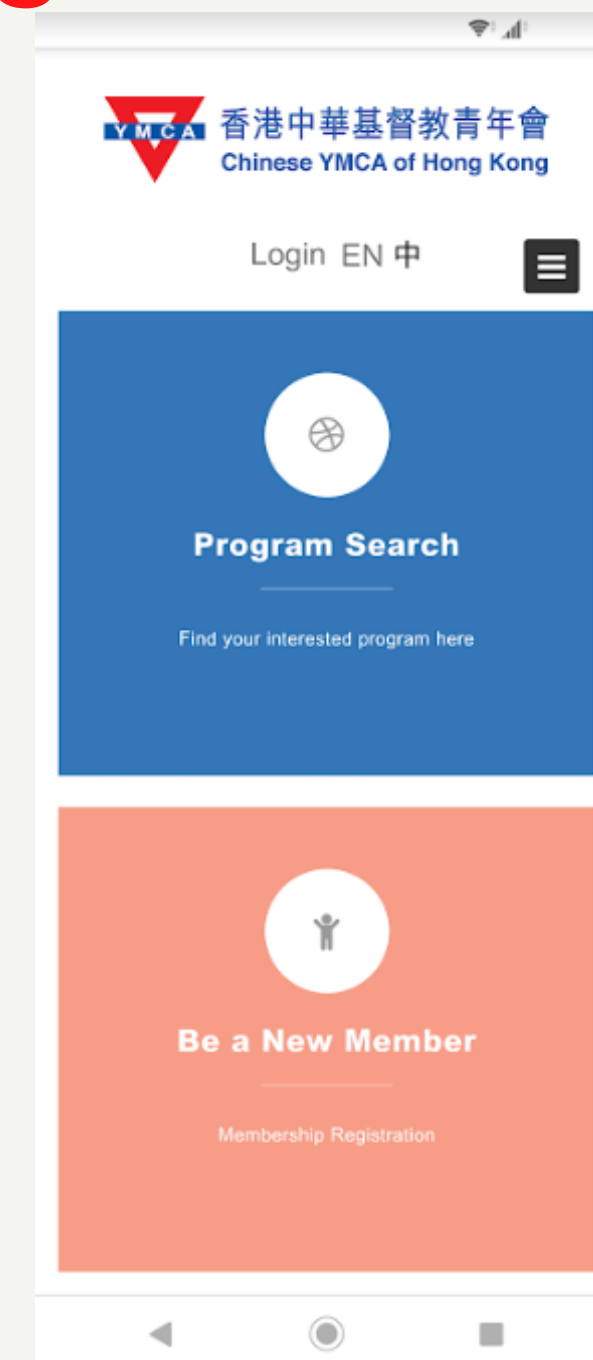 YMCA
香港中華基督教青年會
Chinese YMCA of Hong Kong
Login EN 中
Program Search
Find your interested program here
Be a New Member
Membership Registration